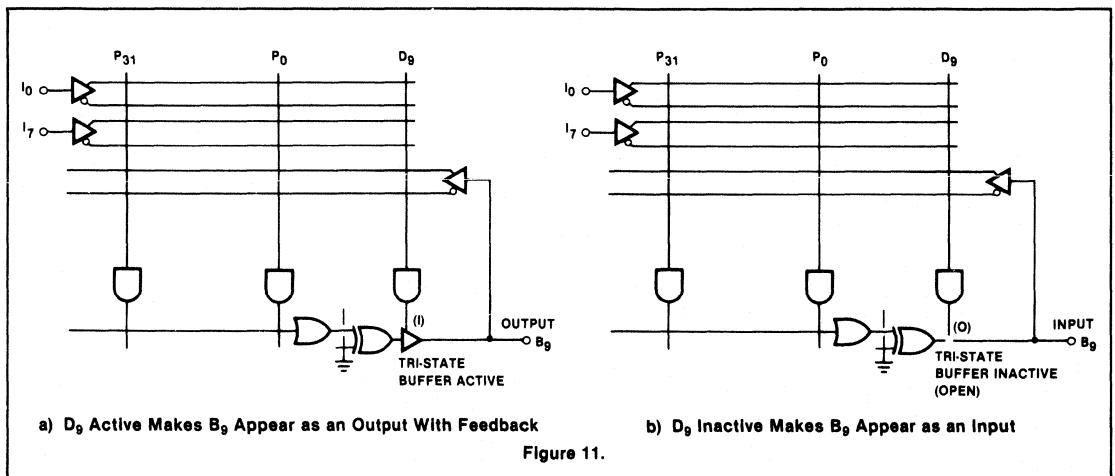 P31 P0 D9
I0
I7
(I)
OUTPUT
B9
TRI-STATE
BUFFER ACTIVE
a) D9 Active Makes B9 Appear as an Output With Feedback
P31 P0 D9
I0
I7
(O)
INPUT
B9
TRI-STATE
BUFFER INACTIVE
(OPEN)
b) D9 Inactive Makes B9 Appear as an Input
Figure 11.